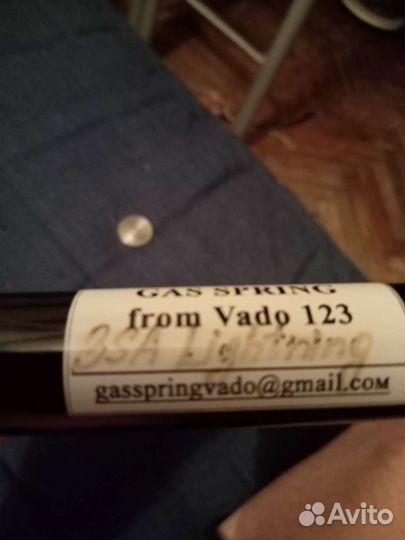 GAS SPRING
from Vado 123
BSA Lightning
gasspringvado@gmail.com
Avito